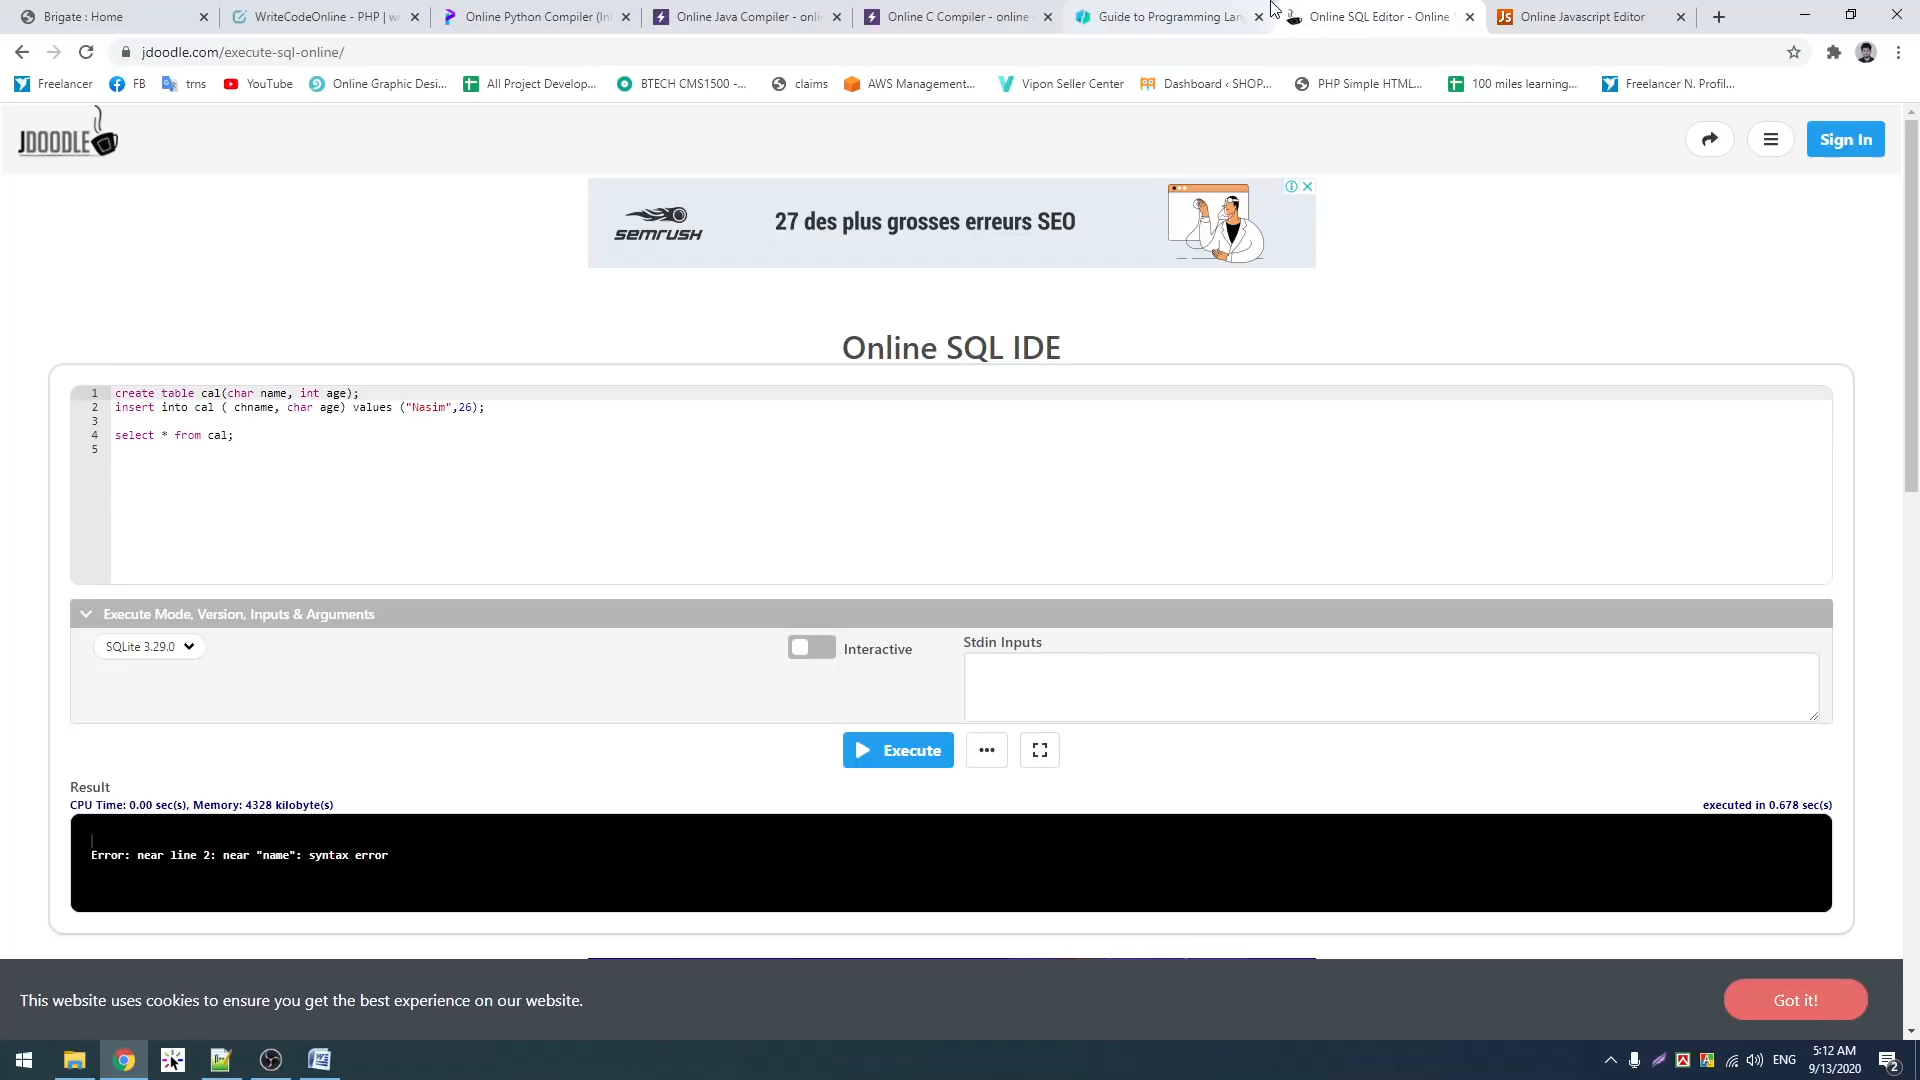 Brigate : Home
WriteCodeOnline - PHP | w
Online Python Compiler (In
Online Java Compiler - onli
Online C Compiler - online
Guide to Programming Lan
Online SQL Editor - Online
Online Javascript Editor
jdoodle.com/execute-sql-online/
Freelancer
FB
trns
YouTube
Online Graphic Desi...
All Project Develop...
BTECH CMS1500 -...
claims
AWS Management...
Vipon Seller Center
Dashboard ‹ SHOP...
PHP Simple HTML...
100 miles learning...
Freelancer N. Profil...
JDOODLE
Sign In
SEMRUSH
27 des plus grosses erreurs SEO
Online SQL IDE
1 create table cal(char name, int age);
2 insert into cal ( chname, char age) values ("Nasim",26);
3
4 select * from cal;
5
Execute Mode, Version, Inputs & Arguments
SQLite 3.29.0
Interactive
Stdin Inputs
Execute
Result
CPU Time: 0.00 sec(s), Memory: 4328 kilobyte(s)
executed in 0.678 sec(s)
Error: near line 2: near "name": syntax error
This website uses cookies to ensure you get the best experience on our website.
Got it!
ENG
5:12 AM
9/13/2020
2